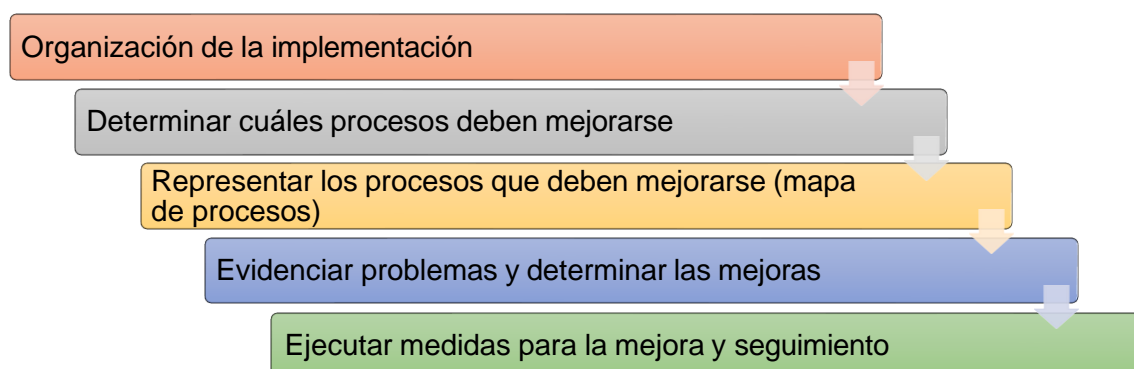 Organización de la implementación
Determinar cuáles procesos deben mejorarse
Representar los procesos que deben mejorarse (mapa
de procesos)
Evidenciar problemas y determinar las mejoras
Ejecutar medidas para la mejora y seguimiento